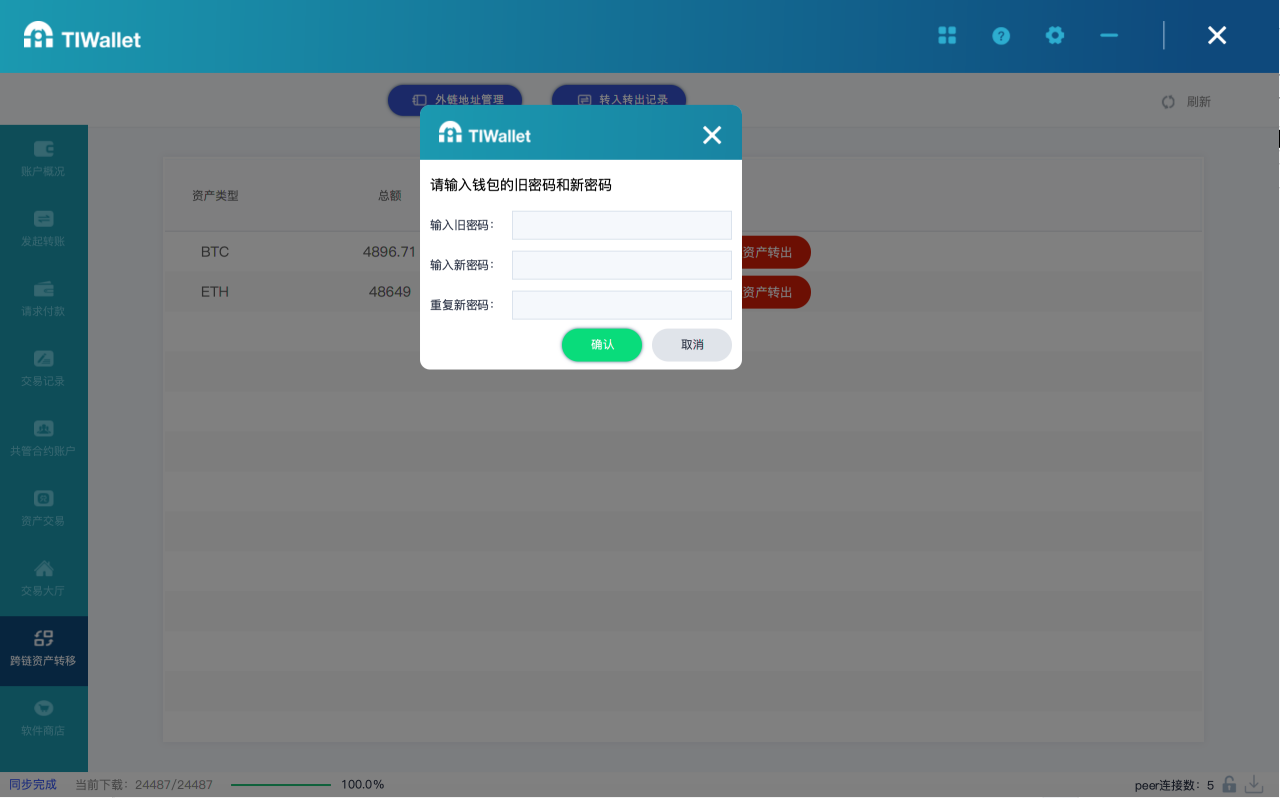 TIWallet
外链地址管理
转入转出记录
刷新
TIWallet
请输入钱包的旧密码和新密码
输入旧密码：
输入新密码：
重复新密码：
确认
取消
资产类型
总额
BTC
4896.71
资产转出
ETH
48649
资产转出
账户概况
发起转账
请求付款
交易记录
共管合约账户
资产交易
交易大厅
跨链资产转移
软件商店
同步完成
当前下载：24487/24487
100.0%
peer连接数：5